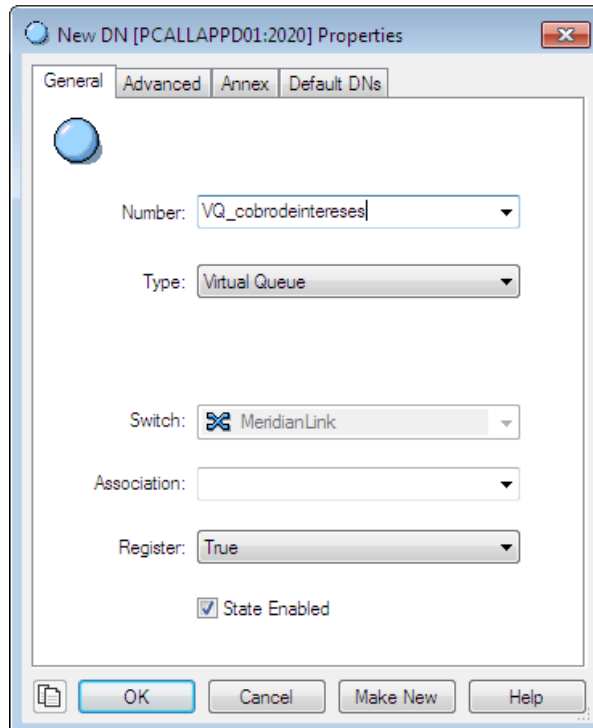 New DN [PCALLAPPD01:2020] Properties
General Advanced Annex Default DNs
Number: VQ_cobrodeintereses
Type: Virtual Queue
Switch: MeridianLink
Association:
Register: True
State Enabled
OK Cancel Make New Help